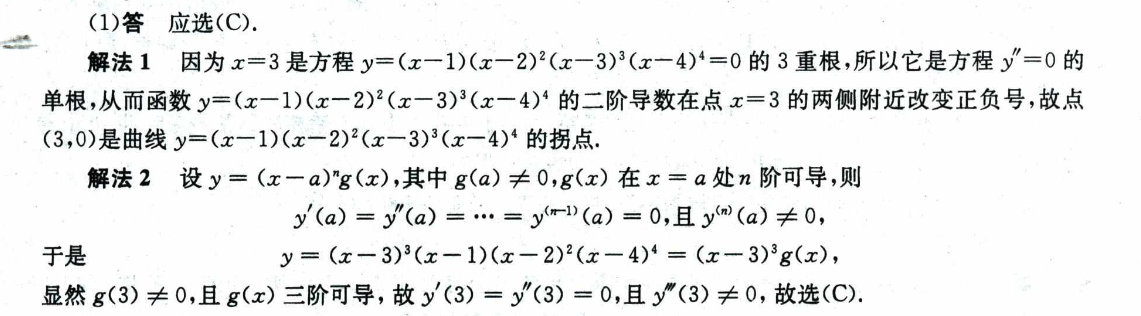 (1)答 应选(C).
解法1 因为 x=3 是方程 y=(x-1)(x-2)²(x-3)³(x-4)⁴=0 的 3 重根,所以它是方程 y″=0 的
单根,从而函数 y=(x-1)(x-2)²(x-3)³(x-4)⁴ 的二阶导数在点 x=3 的两侧附近改变正负号,故点
(3,0)是曲线 y=(x-1)(x-2)²(x-3)³(x-4)⁴ 的拐点.
解法2 设 y = (x-a)ⁿg(x),其中 g(a) ≠ 0,g(x) 在 x = a 处 n 阶可导,则
y′(a) = y″(a) = ⋯ = y⁽ⁿ⁻¹⁾(a) = 0,且 y⁽ⁿ⁾(a) ≠ 0,
于是 y = (x-3)³(x-1)(x-2)²(x-4)⁴ = (x-3)³g(x),
显然 g(3) ≠ 0,且 g(x) 三阶可导,故 y′(3) = y″(3) = 0,且 y‴(3) ≠ 0,故选(C).